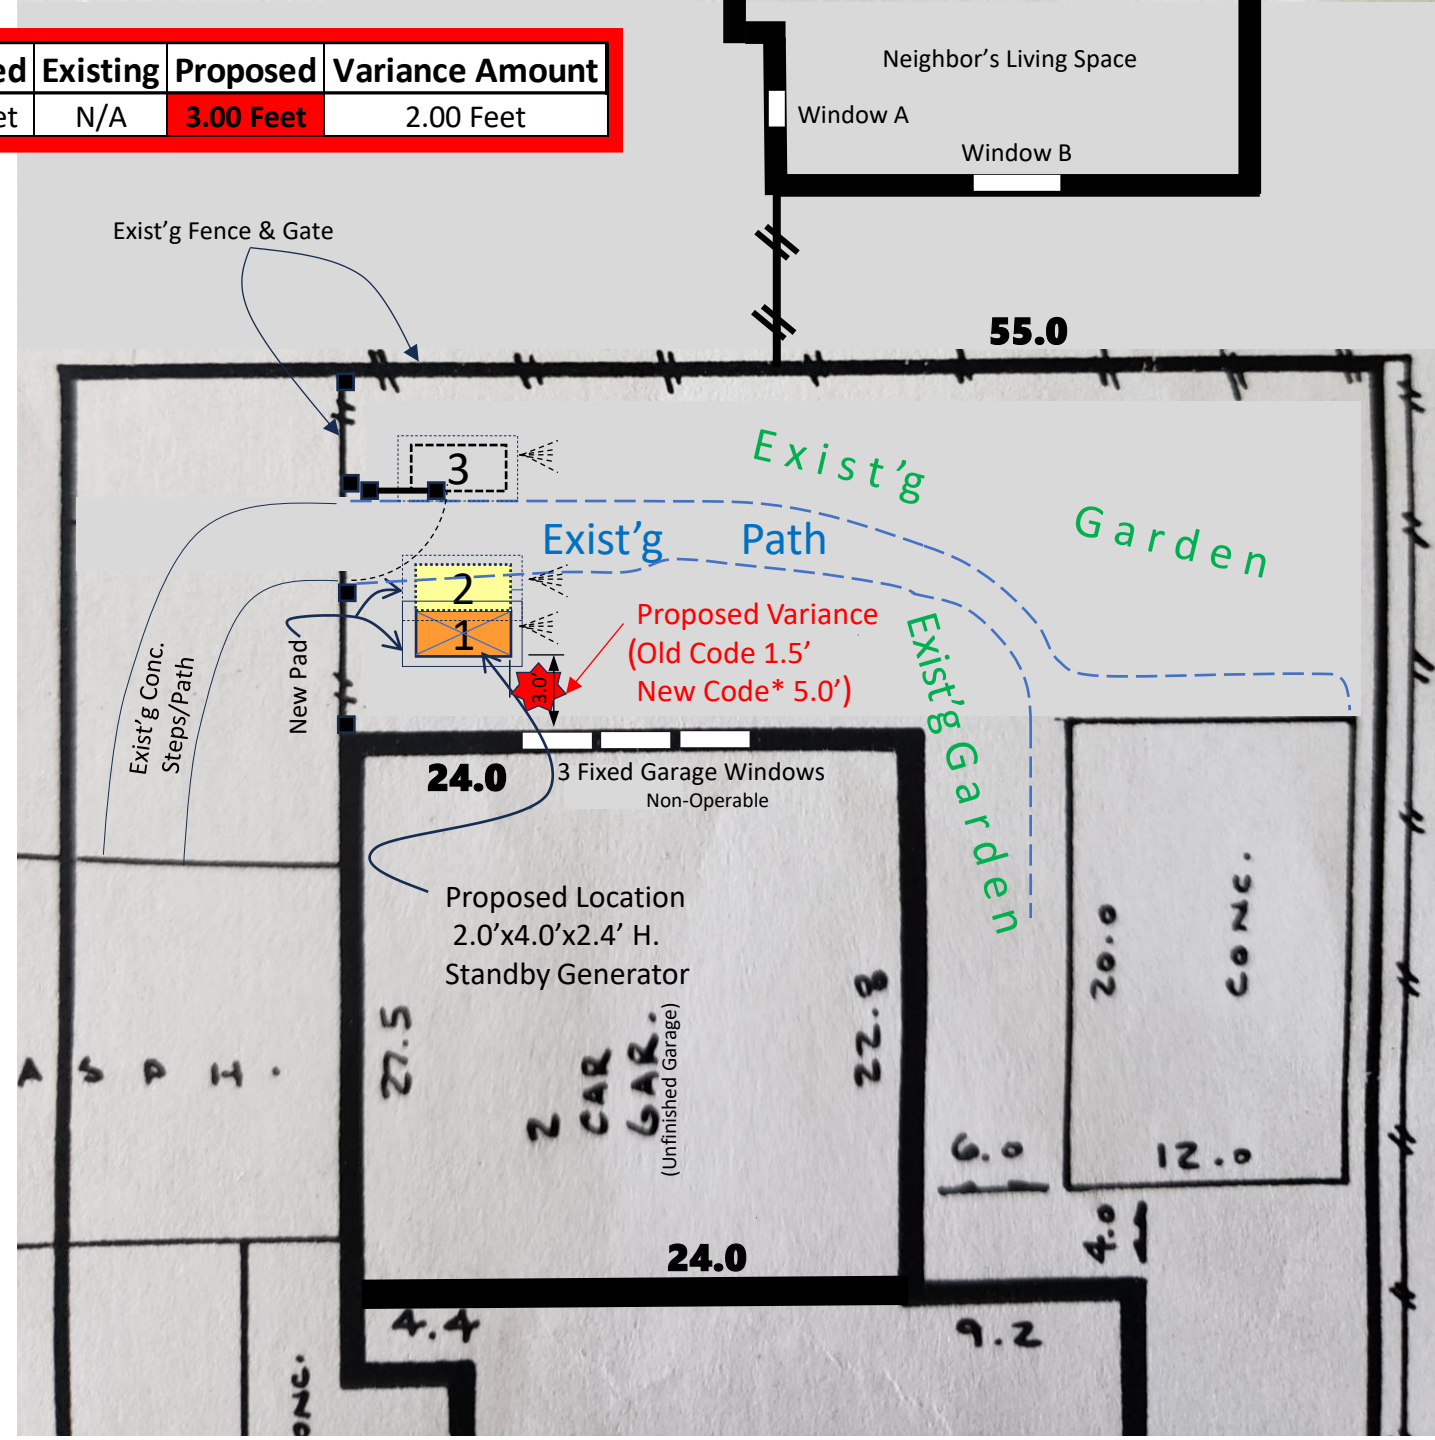 ed Existing Proposed Variance Amount
et N/A 3.00 Feet 2.00 Feet
Neighbor's Living Space
Window A
Window B
Exist'g Fence & Gate
55.0
3
Exist'g
Garden
Exist'g Path
2
1
Proposed Variance
(Old Code 1.5'
New Code* 5.0')
3.0'
Exist'g Garden
New Pad
Exist'g Conc.
Steps/Path
24.0
3 Fixed Garage Windows
Non-Operable
Proposed Location
2.0'x4.0'x2.4' H.
Standby Generator
27.5
2
CAR
GAR.
(Unfinished Garage)
22.8
20.0
CONC.
ASPH.
6.0
12.0
4.0
24.0
4.4
9.2
ONC.